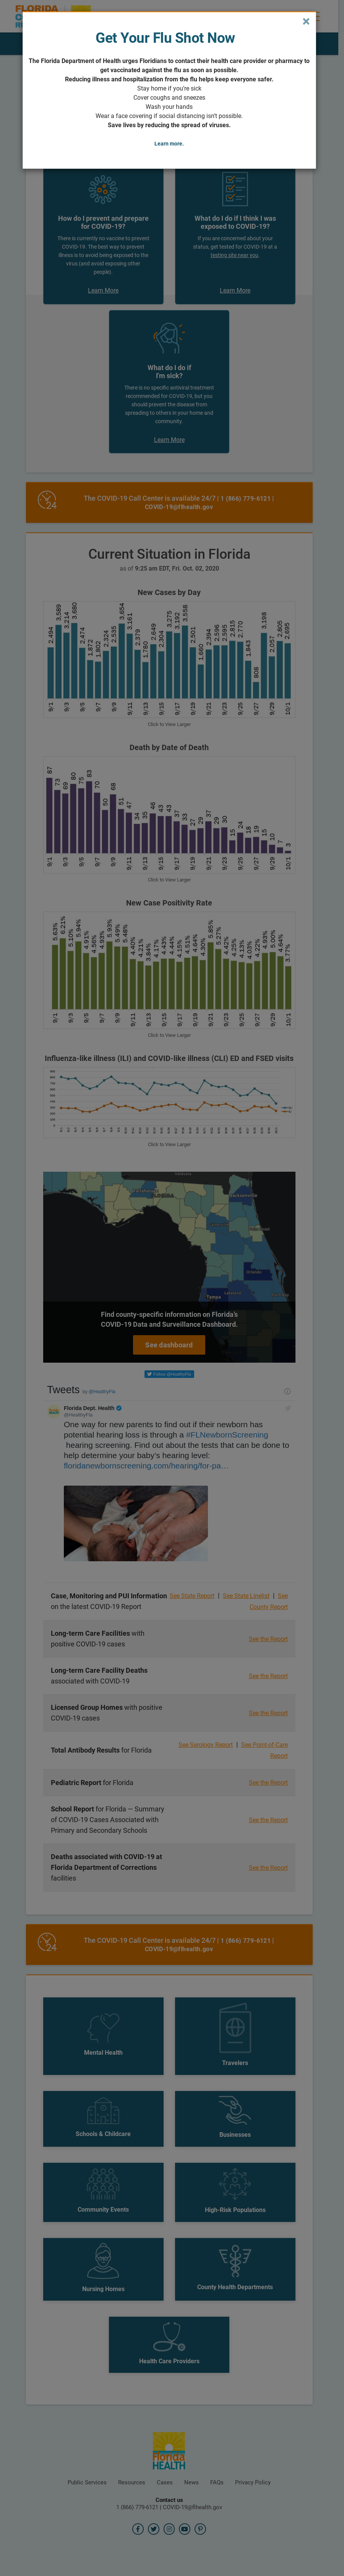 FLORIDA
×
Get Your Flu Shot Now
The Florida Department of Health urges Floridians to contact their health care provider or pharmacy to
get vaccinated against the flu as soon as possible.
Reducing illness and hospitalization from the flu helps keep everyone safer.
Stay home if you're sick
Cover coughs and sneezes
Wash your hands
Wear a face covering if social distancing isn't possible.
Save lives by reducing the spread of viruses.
Learn more.
How do I prevent and prepare
for COVID-19?
There is currently no vaccine to prevent
COVID-19. The best way to prevent
illness is to avoid being exposed to the
virus (and avoid exposing other
people).
Learn More
What do I do if I think I was
exposed to COVID-19?
If you are concerned about your
status, get tested for COVID-19 at a
testing site near you.
Learn More
What do I do if
I'm sick?
There is no specific antiviral treatment
recommended for COVID-19, but you
should prevent the disease from
spreading to others in your home and
community.
Learn More
24
The COVID-19 Call Center is available 24/7 | 1 (866) 779-6121 |
COVID-19@flhealth.gov
Current Situation in Florida
as of 9:25 am EDT, Fri. Oct. 02, 2020
New Cases by Day
2,494 3,589 3,214 3,680 2,474 1,872 1,802 2,324 2,535 3,654 3,161 2,379 1,780 2,649 2,304 3,275 3,192 3,558 2,501 1,660 2,394 2,596 2,595 2,815 2,770 1,843 808 3,198 2,057 2,805 2,695
9/1 9/3 9/5 9/7 9/9 9/11 9/13 9/15 9/17 9/19 9/21 9/23 9/25 9/27 9/29 10/1
Click to View Larger
Death by Date of Death
87 73 69 80 75 83 70 50 68 51 47 34 35 46 43 43 37 33 27 29 37 29 30 15 24 18 19 15 10 7 3
9/1 9/3 9/5 9/7 9/9 9/11 9/13 9/15 9/17 9/19 9/21 9/23 9/25 9/27 9/29 10/1
Click to View Larger
New Case Positivity Rate
5.63% 6.21% 5.10% 5.94% 4.91% 4.56% 4.93% 5.93% 5.49% 5.48% 4.40% 4.21% 3.84% 4.17% 4.43% 4.44% 4.15% 4.51% 4.64% 4.30% 5.85% 5.27% 4.42% 4.25% 4.13% 4.03% 4.22% 4.93% 5.00% 4.64% 3.77%
9/1 9/3 9/5 9/7 9/9 9/11 9/13 9/15 9/17 9/19 9/21 9/23 9/25 9/27 9/29 10/1
Click to View Larger
Influenza-like illness (ILI) and COVID-like illness (CLI) ED and FSED visits
Click to View Larger
Jacksonville
Orlando
Tampa
Find county-specific information on Florida's
COVID-19 Data and Surveillance Dashboard.
See dashboard
Follow @HealthyFla
Tweets by @HealthyFla
Florida Dept. Health
@HealthyFla
One way for new parents to find out if their newborn has
potential hearing loss is through a #FLNewbornScreening
hearing screening. Find out about the tests that can be done to
help determine your baby's hearing level:
floridanewbornscreening.com/hearing/for-pa…
Case, Monitoring and PUI Information
on the latest COVID-19 Report
See State Report | See State Linelist | See
County Report
Long-term Care Facilities with
positive COVID-19 cases
See the Report
Long-term Care Facility Deaths
associated with COVID-19
See the Report
Licensed Group Homes with positive
COVID-19 cases
See the Report
Total Antibody Results for Florida
See Serology Report | See Point-of-Care
Report
Pediatric Report for Florida
See the Report
School Report for Florida — Summary
of COVID-19 Cases Associated with
Primary and Secondary Schools
See the Report
Deaths associated with COVID-19 at
Florida Department of Corrections
facilities
See the Report
24
The COVID-19 Call Center is available 24/7 | 1 (866) 779-6121 |
COVID-19@flhealth.gov
Mental Health
Travelers
Schools & Childcare
Businesses
Community Events
High-Risk Populations
Nursing Homes
County Health Departments
Health Care Providers
Florida
HEALTH
Public Services
Resources
Cases
News
FAQs
Privacy Policy
Contact us
1 (866) 779-6121 | COVID-19@flhealth.gov